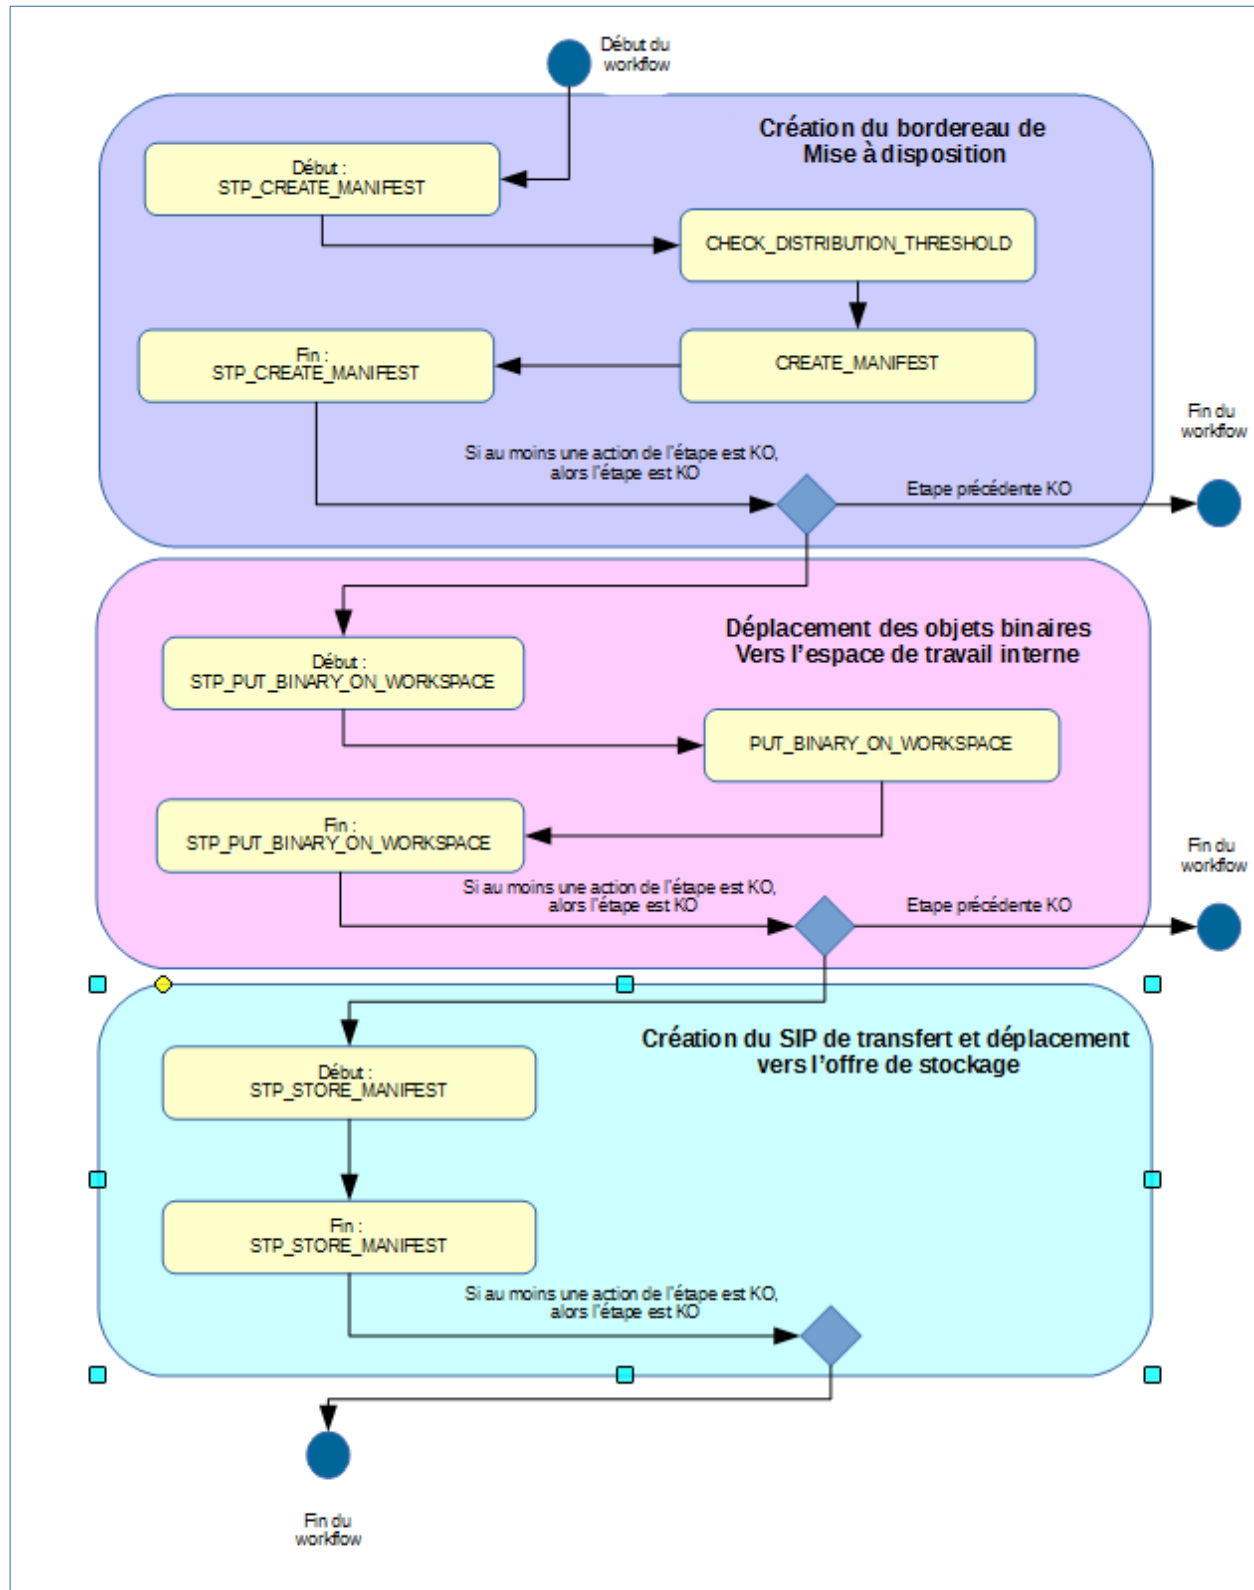 Début du
workflow
Création du bordereau de
Mise à disposition
Début :
STP_CREATE_MANIFEST
CHECK_DISTRIBUTION_THRESHOLD
Fin :
STP_CREATE_MANIFEST
CREATE_MANIFEST
Fin du
workflow
Si au moins une action de l'étape est KO,
alors l'étape est KO
Etape précédente KO
Déplacement des objets binaires
Vers l'espace de travail interne
Début :
STP_PUT_BINARY_ON_WORKSPACE
PUT_BINARY_ON_WORKSPACE
Fin :
STP_PUT_BINARY_ON_WORKSPACE
Fin du
workflow
Si au moins une action de l'étape est KO,
alors l'étape est KO
Etape précédente KO
Création du SIP de transfert et déplacement
vers l'offre de stockage
Début :
STP_STORE_MANIFEST
Fin :
STP_STORE_MANIFEST
Si au moins une action de l'étape est KO,
alors l'étape est KO
Fin du
workflow